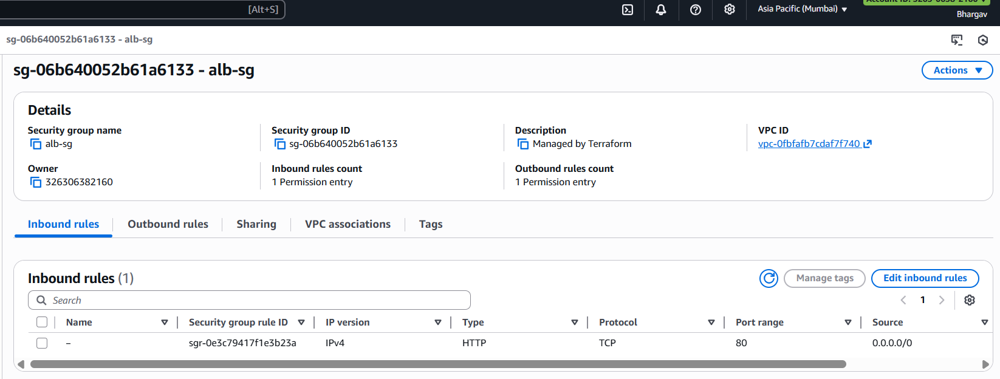 [Alt+S]
Asia Pacific (Mumbai)
Bhargav
sg-06b640052b61a6133 - alb-sg
sg-06b640052b61a6133 - alb-sg
Actions
Details
Security group name
alb-sg
Security group ID
sg-06b640052b61a6133
Description
Managed by Terraform
VPC ID
vpc-0fbfafb7cdaf7f740
Owner
326306382160
Inbound rules count
1 Permission entry
Outbound rules count
1 Permission entry
Inbound rules
Outbound rules
Sharing
VPC associations
Tags
Inbound rules (1)
Manage tags
Edit inbound rules
Search
1
Name Security group rule ID IP version Type Protocol Port range Source
– sgr-0e3c79417f1e3b23a IPv4 HTTP TCP 80 0.0.0.0/0